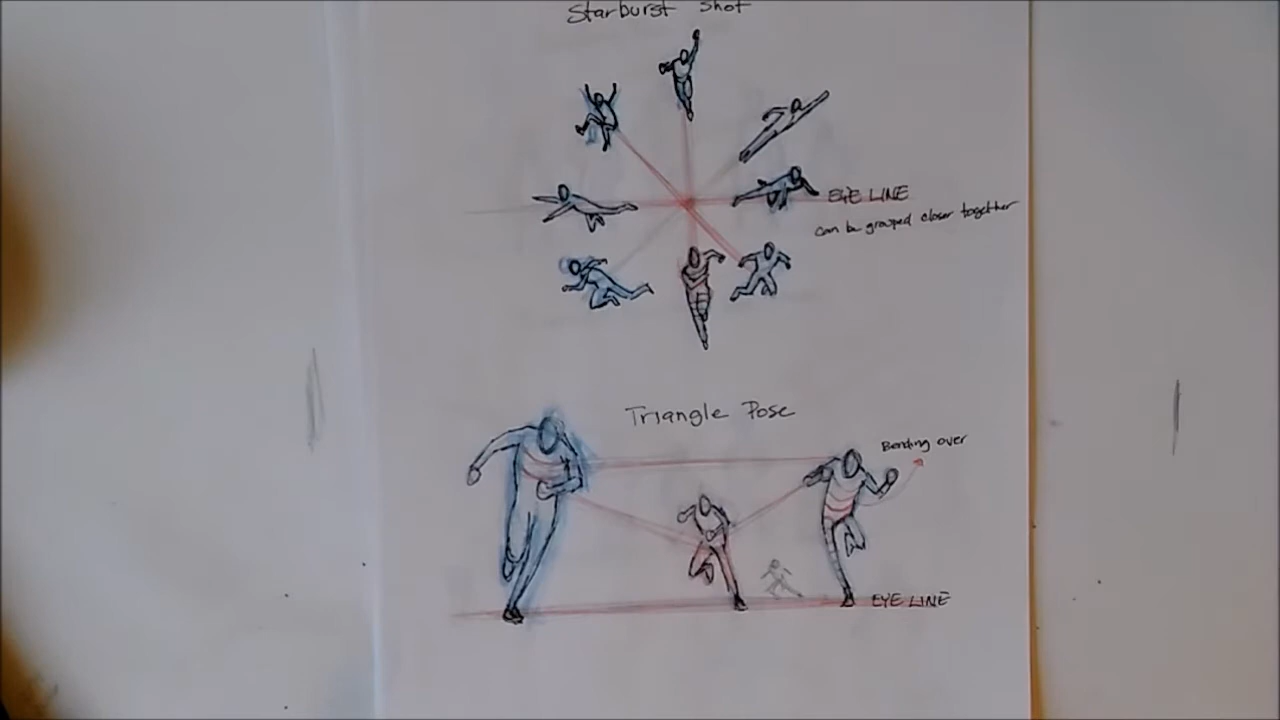 Starburst Shot
EYE LINE
can be grouped closer together
Triangle Pose
Bending over
EYE LINE